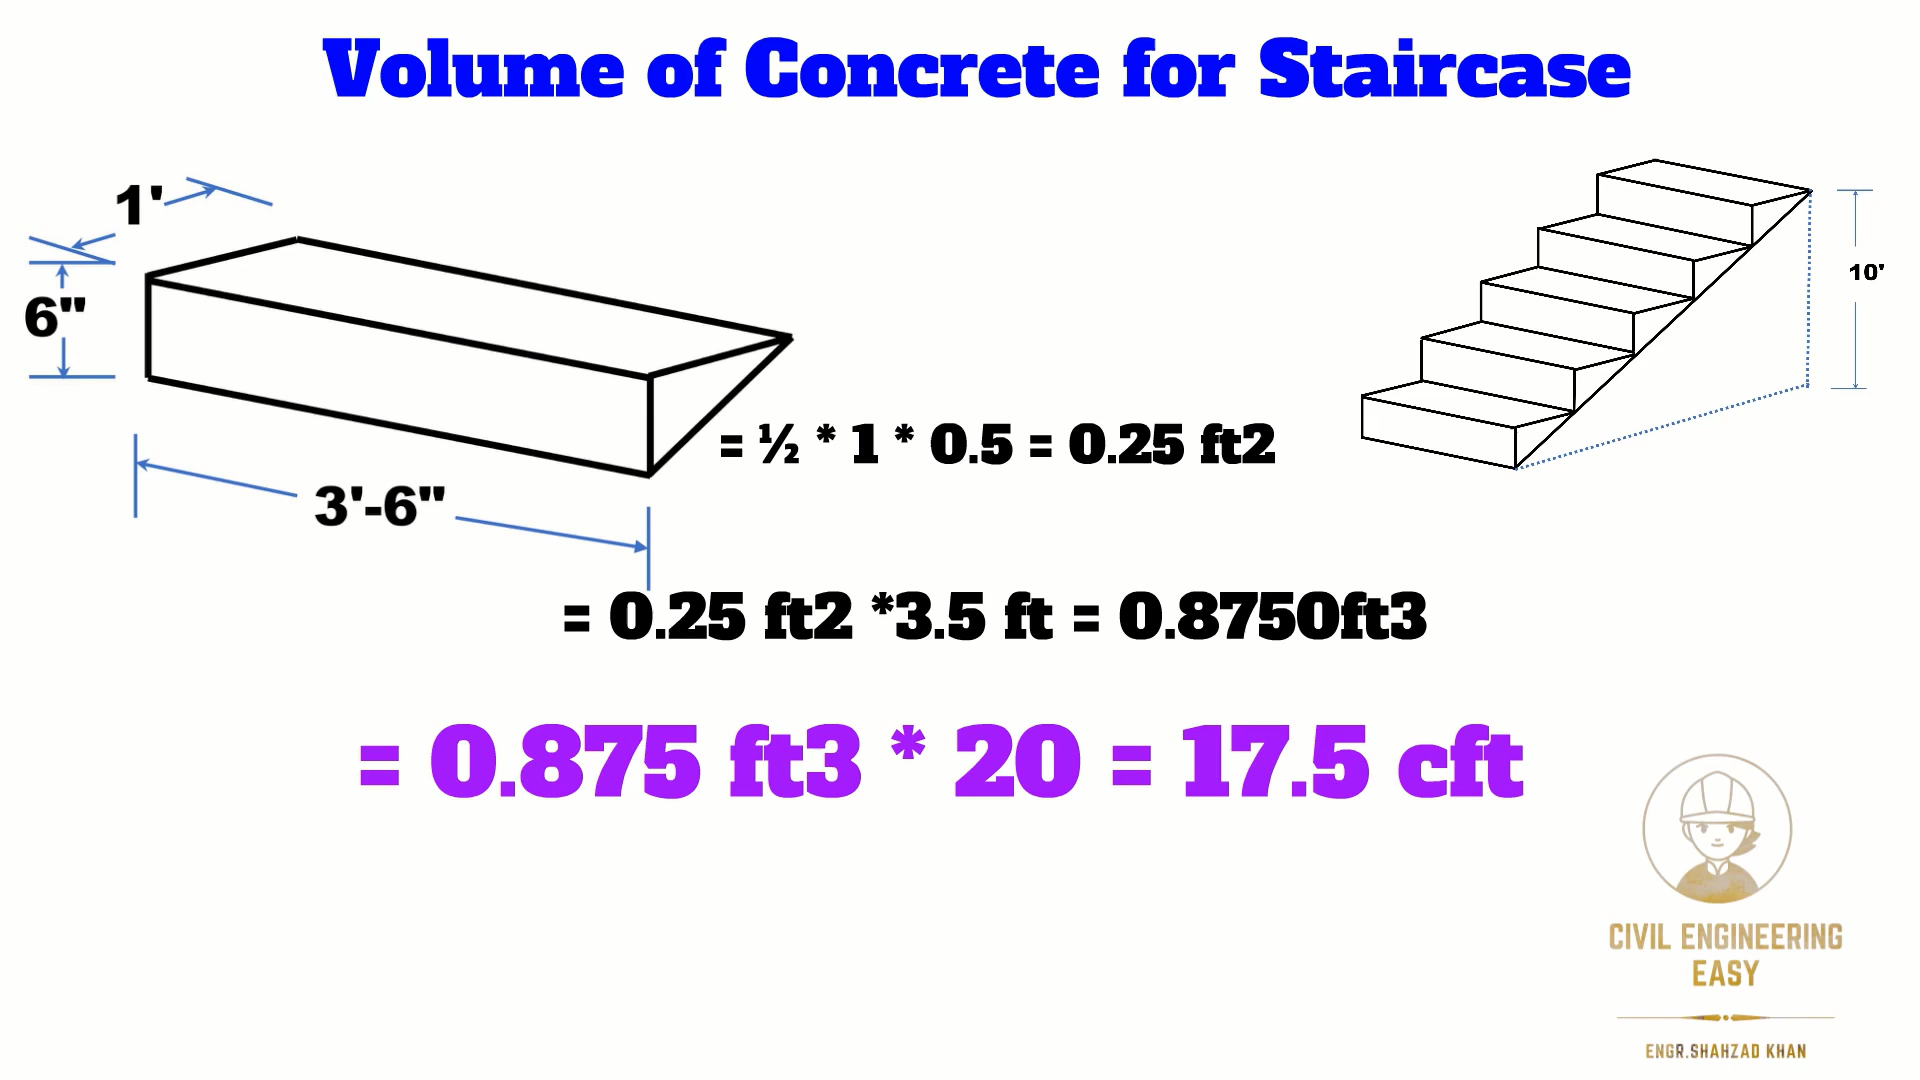 Volume of Concrete for Staircase
1'
6"
10'
= ½ * 1 * 0.5 = 0.25 ft2
3'-6"
= 0.25 ft2 *3.5 ft = 0.8750ft3
= 0.875 ft3 * 20 = 17.5 cft
CIVIL ENGINEERING
EASY
ENGR.SHAHZAD KHAN